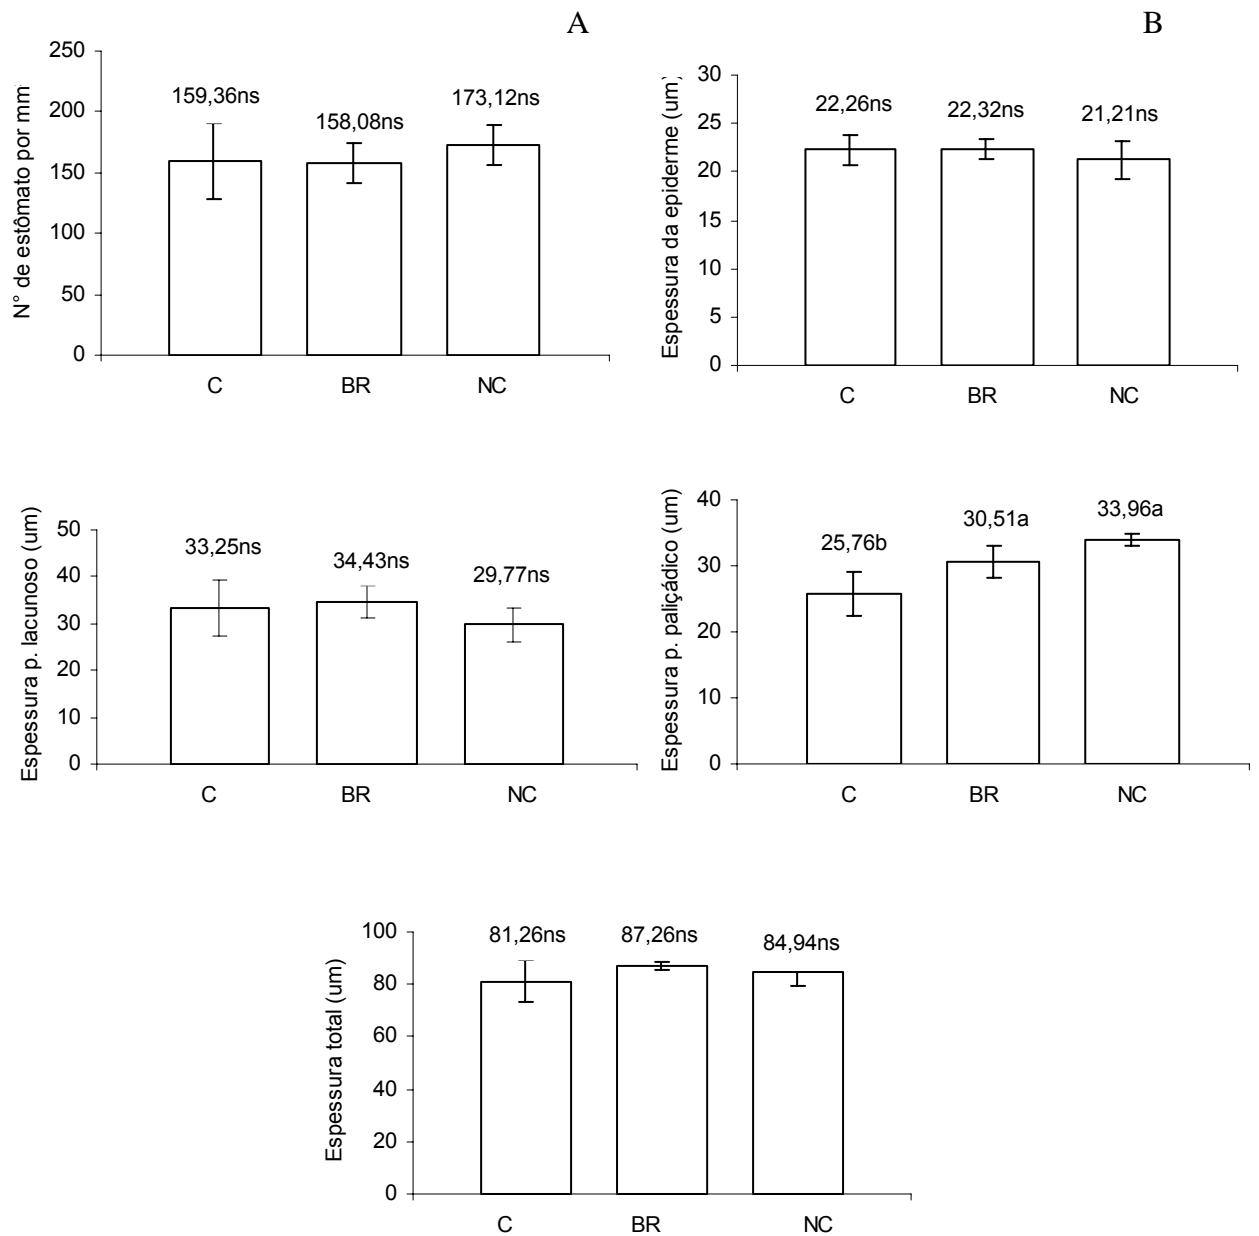 A
N° de estômato por mm
250
200
150
100
50
0
159,36ns
158,08ns
173,12ns
C
BR
NC
B
Espessura da epiderme (um)
30
25
20
15
10
5
0
22,26ns
22,32ns
21,21ns
C
BR
NC
Espessura p. lacunoso (um)
50
40
30
20
10
0
33,25ns
34,43ns
29,77ns
C
BR
NC
Espessura p. paliçádico (um)
40
30
20
10
0
25,76b
30,51a
33,96a
C
BR
NC
Espessura total (um)
100
80
60
40
20
0
81,26ns
87,26ns
84,94ns
C
BR
NC